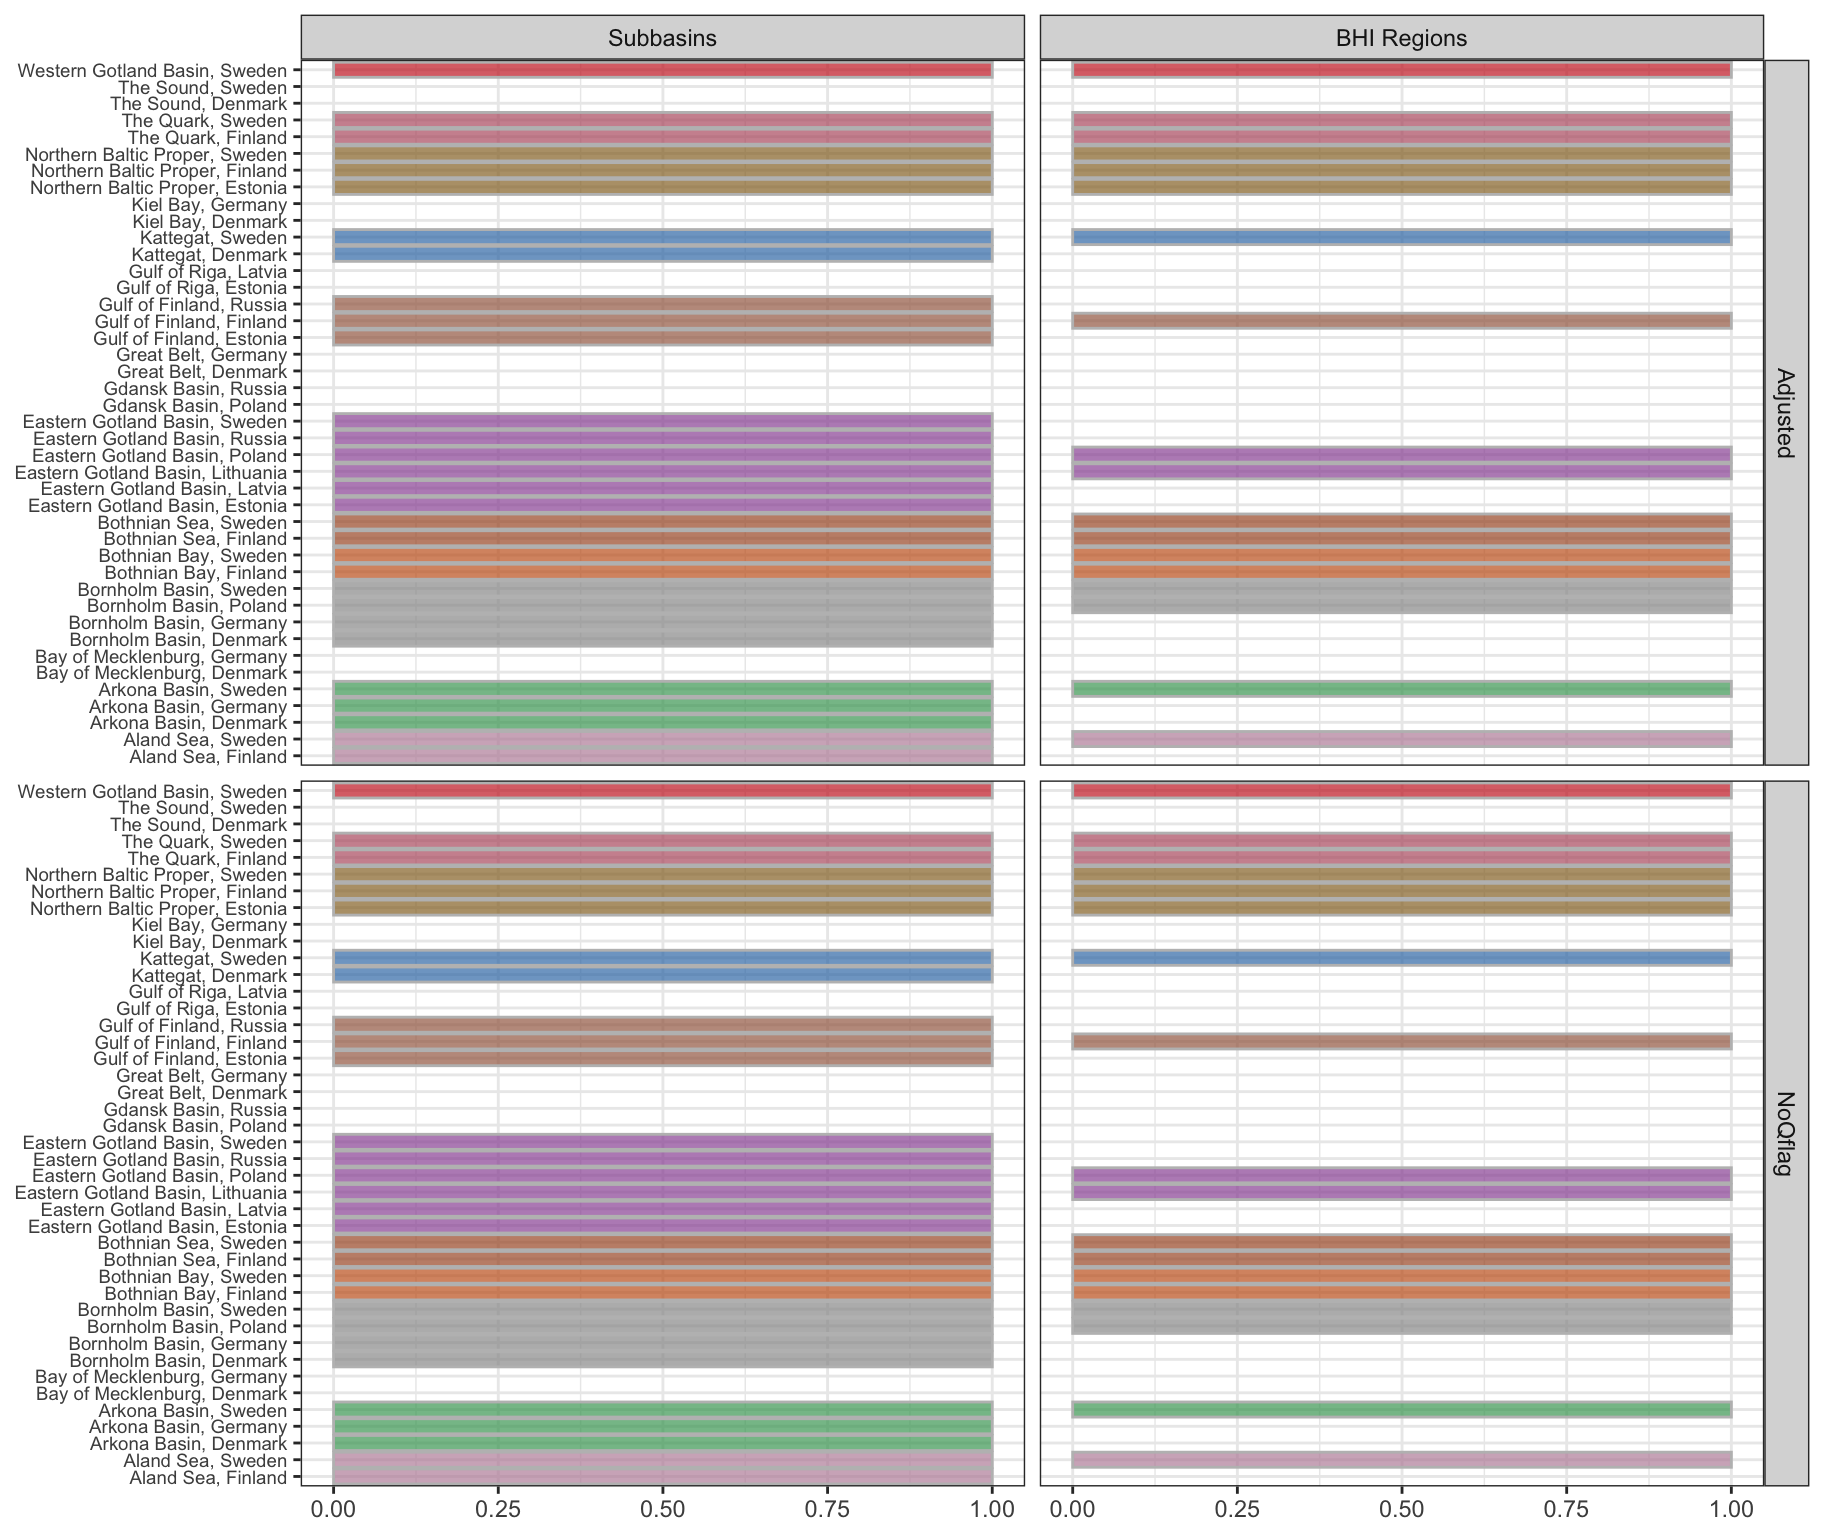 Subbasins
BHI Regions
Western Gotland Basin, Sweden
The Sound, Sweden
The Sound, Denmark
The Quark, Sweden
The Quark, Finland
Northern Baltic Proper, Sweden
Northern Baltic Proper, Finland
Northern Baltic Proper, Estonia
Kiel Bay, Germany
Kiel Bay, Denmark
Kattegat, Sweden
Kattegat, Denmark
Gulf of Riga, Latvia
Gulf of Riga, Estonia
Gulf of Finland, Russia
Gulf of Finland, Finland
Gulf of Finland, Estonia
Great Belt, Germany
Great Belt, Denmark
Gdansk Basin, Russia
Gdansk Basin, Poland
Eastern Gotland Basin, Sweden
Eastern Gotland Basin, Russia
Eastern Gotland Basin, Poland
Eastern Gotland Basin, Lithuania
Eastern Gotland Basin, Latvia
Eastern Gotland Basin, Estonia
Bothnian Sea, Sweden
Bothnian Sea, Finland
Bothnian Bay, Sweden
Bothnian Bay, Finland
Bornholm Basin, Sweden
Bornholm Basin, Poland
Bornholm Basin, Germany
Bornholm Basin, Denmark
Bay of Mecklenburg, Germany
Bay of Mecklenburg, Denmark
Arkona Basin, Sweden
Arkona Basin, Germany
Arkona Basin, Denmark
Aland Sea, Sweden
Aland Sea, Finland
Adjusted
Western Gotland Basin, Sweden
The Sound, Sweden
The Sound, Denmark
The Quark, Sweden
The Quark, Finland
Northern Baltic Proper, Sweden
Northern Baltic Proper, Finland
Northern Baltic Proper, Estonia
Kiel Bay, Germany
Kiel Bay, Denmark
Kattegat, Sweden
Kattegat, Denmark
Gulf of Riga, Latvia
Gulf of Riga, Estonia
Gulf of Finland, Russia
Gulf of Finland, Finland
Gulf of Finland, Estonia
Great Belt, Germany
Great Belt, Denmark
Gdansk Basin, Russia
Gdansk Basin, Poland
Eastern Gotland Basin, Sweden
Eastern Gotland Basin, Russia
Eastern Gotland Basin, Poland
Eastern Gotland Basin, Lithuania
Eastern Gotland Basin, Latvia
Eastern Gotland Basin, Estonia
Bothnian Sea, Sweden
Bothnian Sea, Finland
Bothnian Bay, Sweden
Bothnian Bay, Finland
Bornholm Basin, Sweden
Bornholm Basin, Poland
Bornholm Basin, Germany
Bornholm Basin, Denmark
Bay of Mecklenburg, Germany
Bay of Mecklenburg, Denmark
Arkona Basin, Sweden
Arkona Basin, Germany
Arkona Basin, Denmark
Aland Sea, Sweden
Aland Sea, Finland
NoQflag
0.00 0.25 0.50 0.75 1.00
0.00 0.25 0.50 0.75 1.00